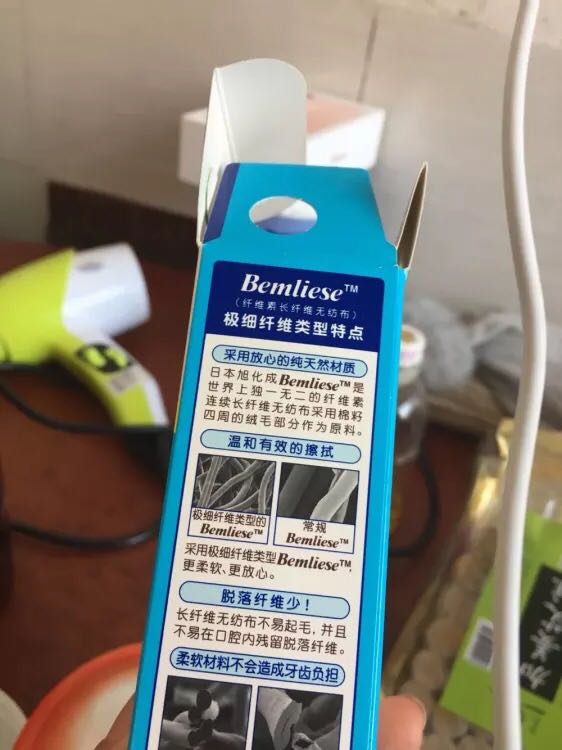 Bemliese™
(纤维素长纤维无纺布)
极细纤维类型特点
采用放心的纯天然材质
日本旭化成Bemliese™是
世界上独一无二的纤维素
连续长纤维无纺布采用棉籽
四周的绒毛部分作为原料。
温和有效的擦拭
极细纤维类型的
Bemliese™
常规
Bemliese™
采用极细纤维类型Bemliese™,
更柔软、更放心。
脱落纤维少！
长纤维无纺布不易起毛,并且
不易在口腔内残留脱落纤维。
柔软材料不会造成牙齿负担